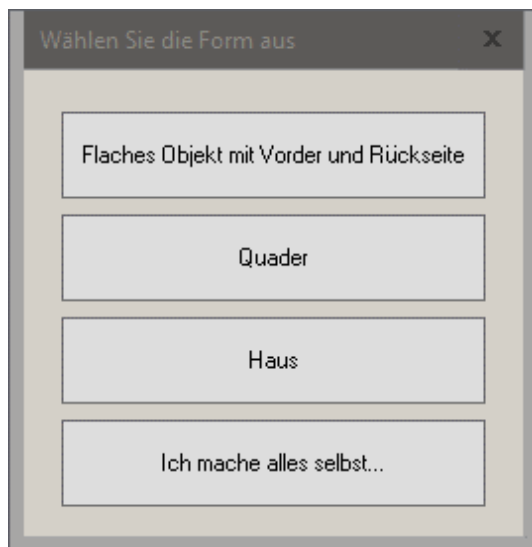 Wählen Sie die Form aus X
Flaches Objekt mit Vorder und Rückseite
Quader
Haus
Ich mache alles selbst...